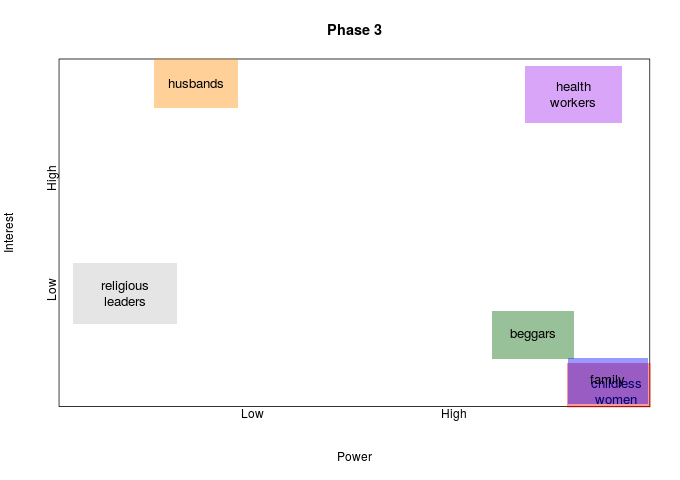 Phase 3
husbands
health
workers
High
Interest
religious
leaders
Low
beggars
family
childless
women
Low
High
Power